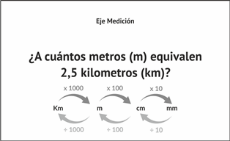 Eje Medición
¿A cuántos metros (m) equivalen
2,5 kilometros (km)?
x 1000 x 100 x 10
Km m cm mm
÷ 1000 ÷ 100 ÷ 10